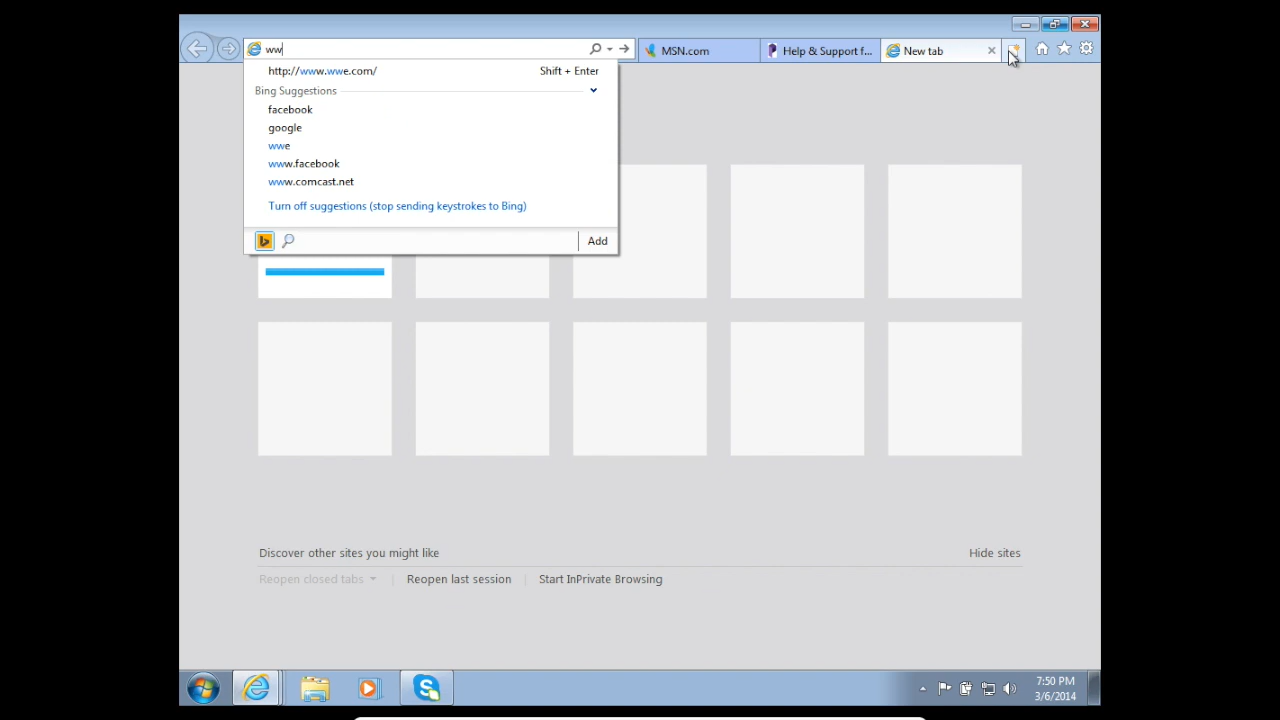 ww
MSN.com
Help & Support f...
New tab
http://www.wwe.com/ Shift + Enter
Bing Suggestions
facebook
google
wwe
www.facebook
www.comcast.net
Turn off suggestions (stop sending keystrokes to Bing)
Add
Discover other sites you might like
Hide sites
Reopen closed tabs
Reopen last session
Start InPrivate Browsing
7:50 PM
3/6/2014